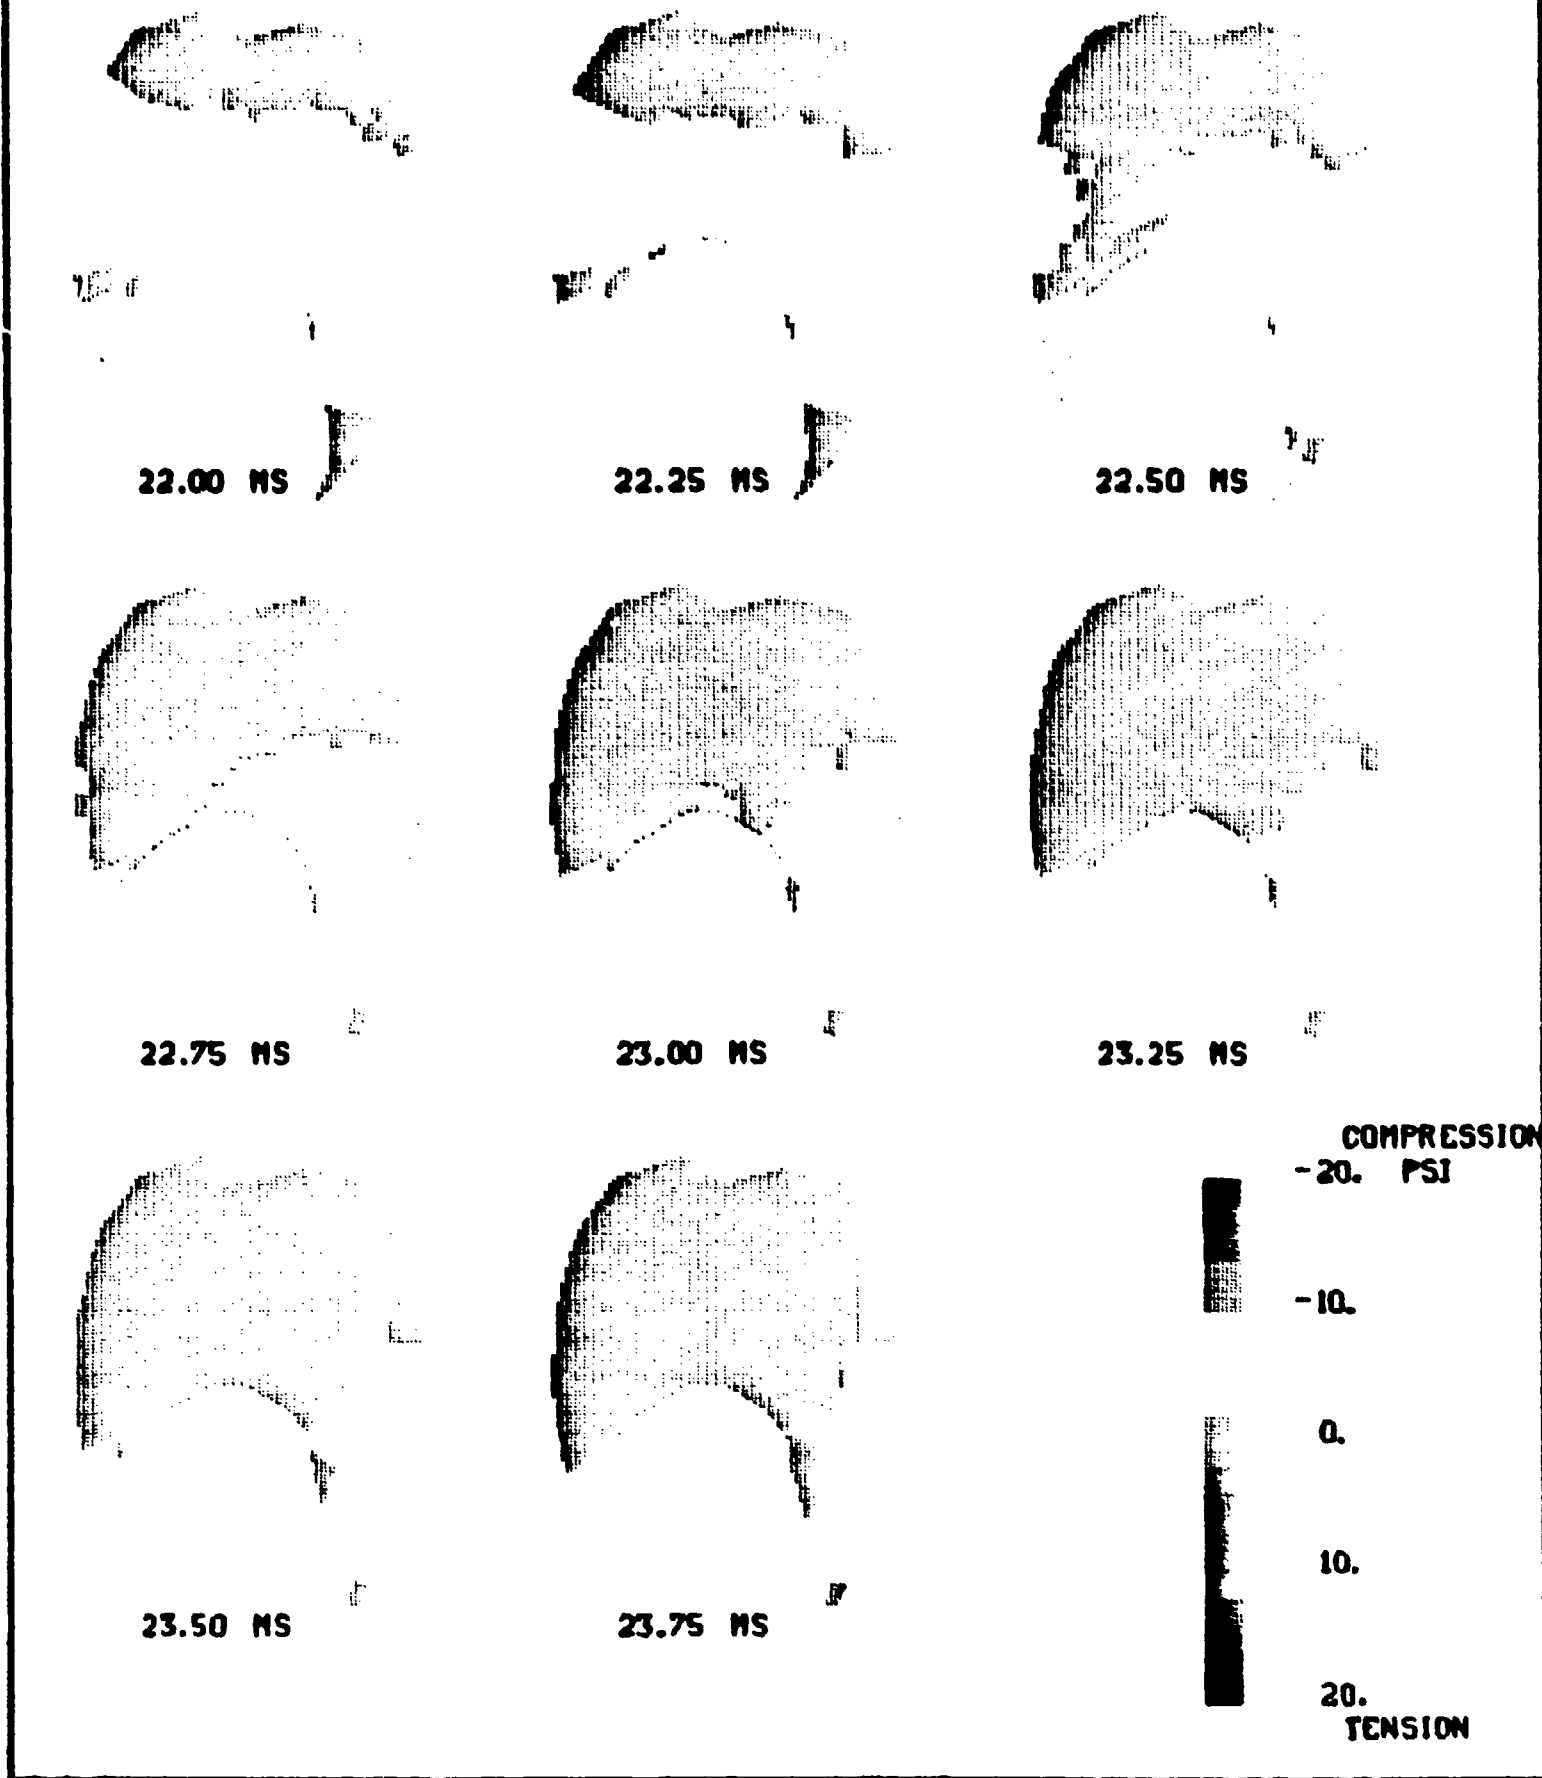 22.00 MS
22.25 MS
22.50 MS
22.75 MS
23.00 MS
23.25 MS
COMPRESSION
-20. PSI
-10.
0.
10.
20.
TENSION
23.50 MS
23.75 MS